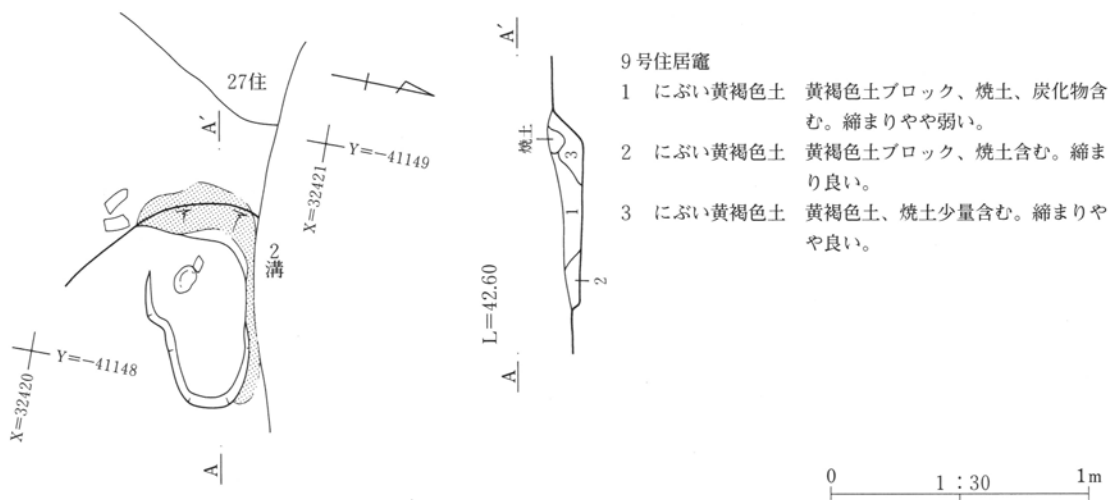 27住
A′
Y=−41149
X=32421
2溝
Y=−41148
X=32420
A
A′
焼土
3
1
2
L=42.60
A
9号住居竈
1 にぶい黄褐色土 黄褐色土ブロック、焼土、炭化物含
む。締まりやや弱い。
2 にぶい黄褐色土 黄褐色土ブロック、焼土含む。締ま
り良い。
3 にぶい黄褐色土 黄褐色土、焼土少量含む。締まりや
や良い。
0 1：30 1m